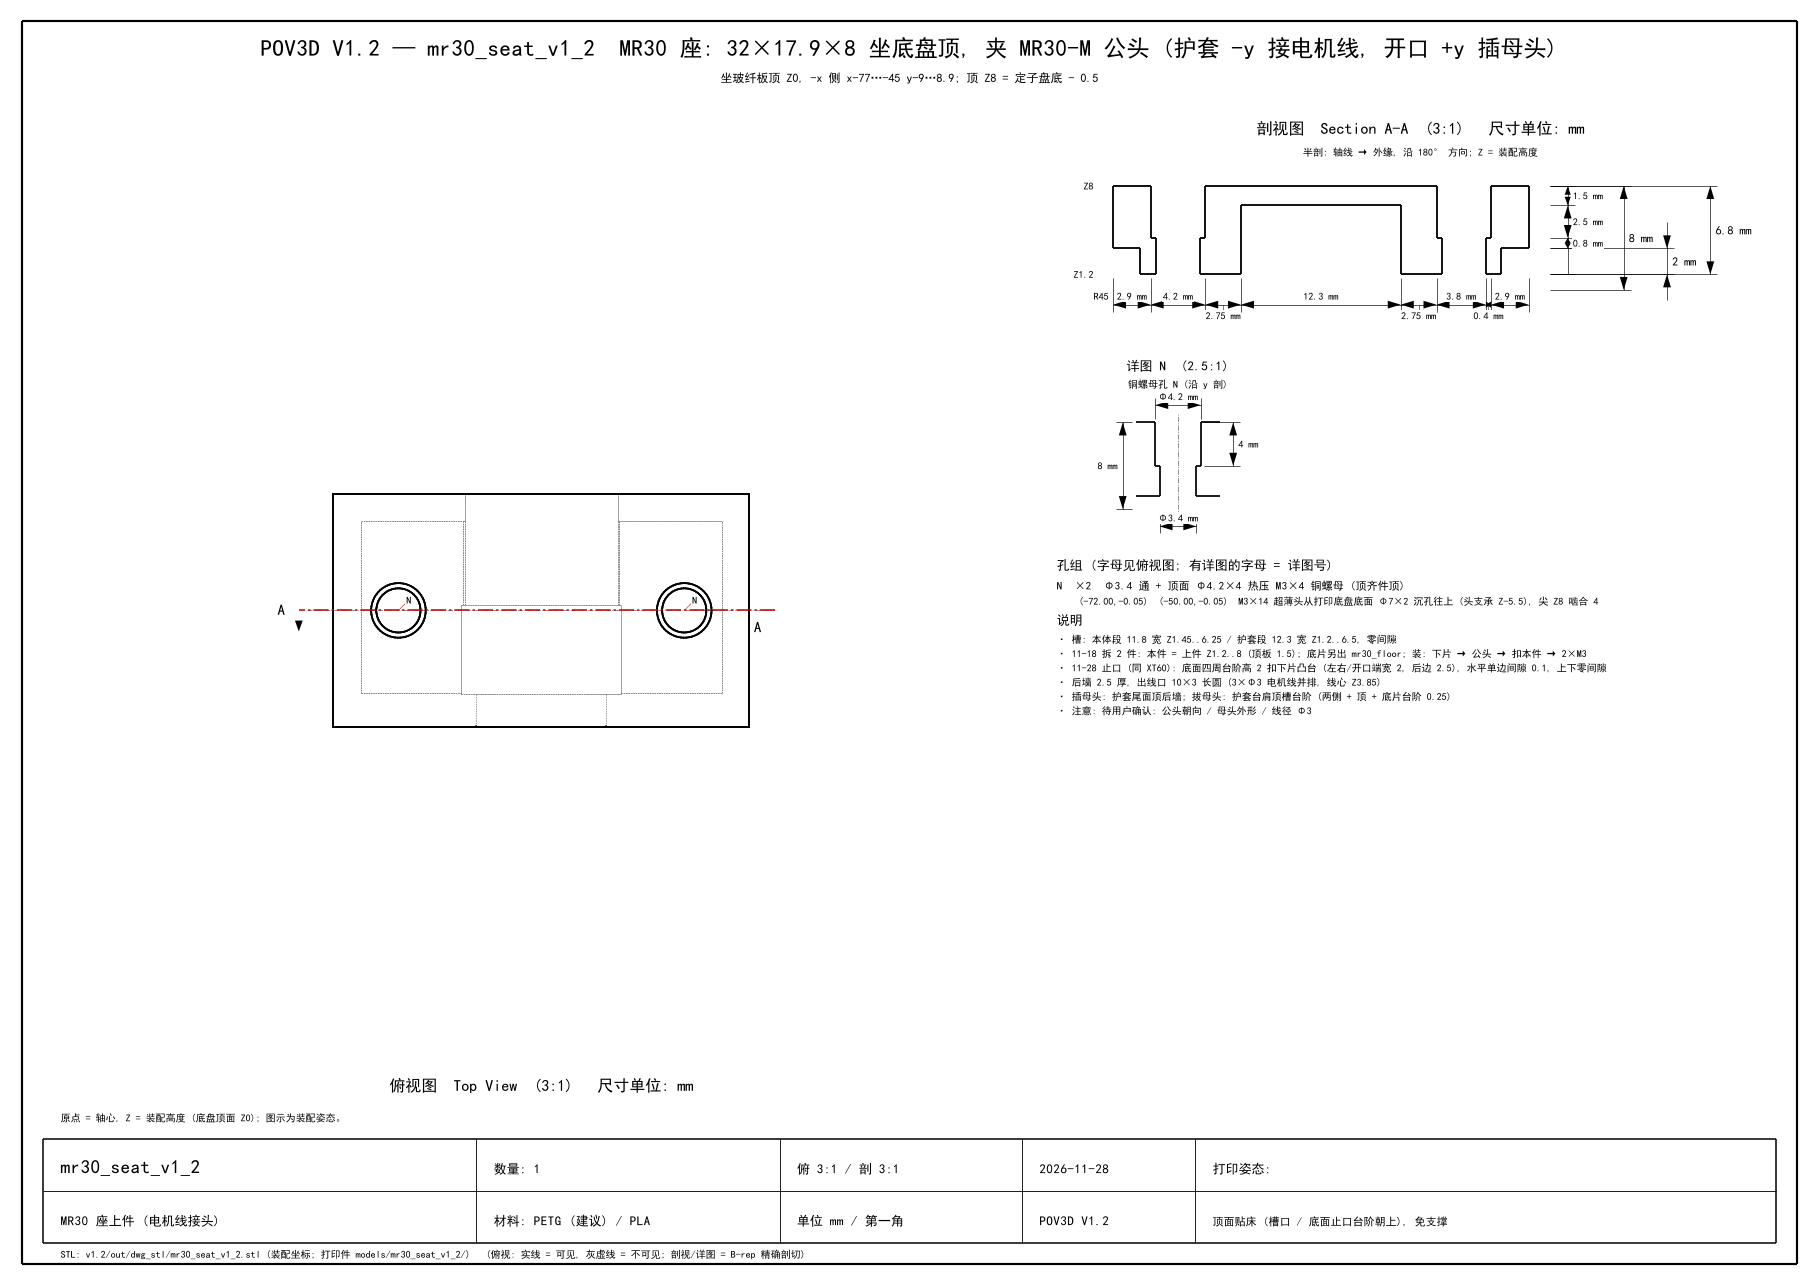 POV3D V1.2 — mr30_seat_v1_2  MR30 座: 32×17.9×8 坐底盘顶, 夹 MR30-M 公头 (护套 -y 接电机线, 开口 +y 插母头)
坐玻纤板顶 Z0, -x 侧 x-77…-45 y-9…8.9; 顶 Z8 = 定子盘底 - 0.5
剖视图  Section A-A  (3:1)  尺寸单位: mm
半剖: 轴线 → 外缘, 沿 180° 方向; Z = 装配高度
Z8
1.5 mm
2.5 mm
0.8 mm
8 mm
6.8 mm
2 mm
Z1.2
R45
2.9 mm
4.2 mm
12.3 mm
3.8 mm
2.9 mm
2.75 mm
2.75 mm
0.4 mm
详图 N  (2.5:1)
铜螺母孔 N (沿 y 剖)
Φ4.2 mm
4 mm
8 mm
Φ3.4 mm
孔组 (字母见俯视图; 有详图的字母 = 详图号)
N  ×2  Φ3.4 通 + 顶面 Φ4.2×4 热压 M3×4 铜螺母 (顶齐件顶)
(-72.00,-0.05)  (-50.00,-0.05)  M3×14 超薄头从打印底盘底面 Φ7×2 沉孔往上 (头支承 Z-5.5), 尖 Z8 啮合 4
说明
· 槽: 本体段 11.8 宽 Z1.45..6.25 / 护套段 12.3 宽 Z1.2..6.5, 零间隙
· 11-18 拆 2 件: 本件 = 上件 Z1.2..8 (顶板 1.5); 底片另出 mr30_floor; 装: 下片 → 公头 → 扣本件 → 2×M3
· 11-28 止口 (同 XT60): 底面四周台阶高 2 扣下片凸台 (左右/开口端宽 2, 后边 2.5), 水平单边间隙 0.1, 上下零间隙
· 后墙 2.5 厚, 出线口 10×3 长圆 (3×Φ3 电机线并排, 线心 Z3.85)
· 插母头: 护套尾面顶后墙; 拔母头: 护套台肩顶槽台阶 (两侧 + 顶 + 底片台阶 0.25)
· 注意: 待用户确认: 公头朝向 / 母头外形 / 线径 Φ3
N
N
A
A
俯视图  Top View  (3:1)  尺寸单位: mm
原点 = 轴心, Z = 装配高度 (底盘顶面 Z0); 图示为装配姿态。
mr30_seat_v1_2
数量: 1
俯 3:1 / 剖 3:1
2026-11-28
打印姿态:
MR30 座上件 (电机线接头)
材料: PETG (建议) / PLA
单位 mm / 第一角
POV3D V1.2
顶面贴床 (槽口 / 底面止口台阶朝上), 免支撑
STL: v1.2/out/dwg_stl/mr30_seat_v1_2.stl (装配坐标; 打印件 models/mr30_seat_v1_2/)  (俯视: 实线 = 可见, 灰虚线 = 不可见; 剖视/详图 = B-rep 精确剖切)